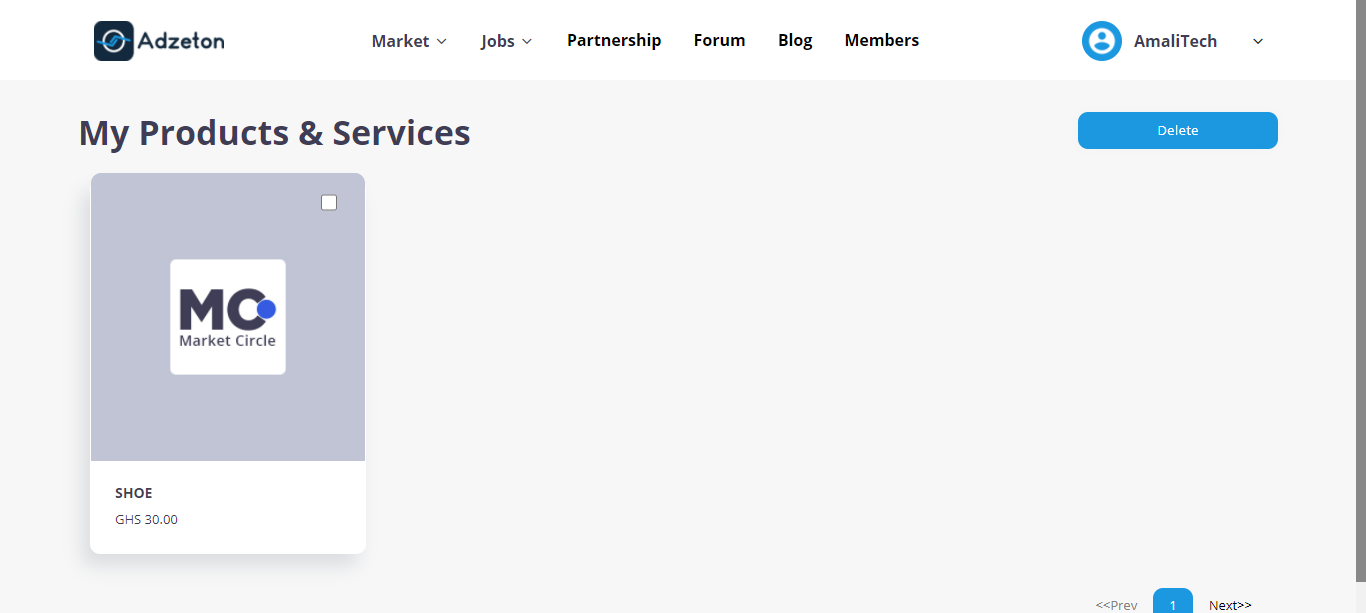 Adzeton
Market Jobs Partnership Forum Blog Members
AmaliTech
My Products & Services
Delete
MC
Market Circle
SHOE
GHS 30.00
<<Prev 1 Next>>